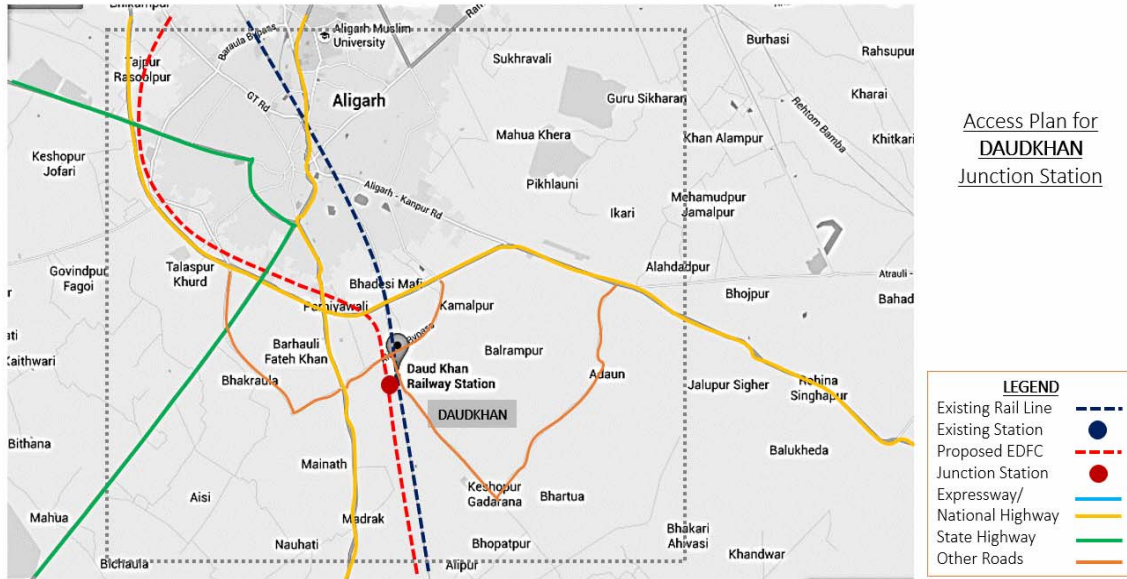 Baraula Bypass
Aligarh Muslim
University
Tajpur
Rasoolpur
GT Rd
Aligarh
Sukhravali
Burhasi
Rahsupur
Guru Sikharan
Rehtom Bamba
Kharai
Mahua Khera
Khan Alampur
Khitkari
Keshopur
Jofari
Aligarh - Kanpur Rd
Pikhlauni
Ikari
Mehamudpur
Jamalpur
Govindpur
Fagoi
Talaspur
Khurd
Bhadesi Mafi
Alahdadpur
Atrauli -
Bhojpur
Bahad
Kamalpur
Kaithwari
Barhauli
Fateh Khan
Bypass
Daud Khan
Railway Station
Balrampur
Bhakraula
Adaun
Jalupur Sigher
Rohina
Singhapur
DAUDKHAN
Bithana
Balukheda
Mainath
Aisi
Keshopur
Gadarana
Bhartua
Mahua
Madrak
Nauhati
Bhopatpur
Bhakari
Ahivasi
Khandwar
Bichaula
Alipur
Access Plan for
DAUDKHAN
Junction Station
LEGEND
Existing Rail Line
Existing Station
Proposed EDFC
Junction Station
Expressway/
National Highway
State Highway
Other Roads